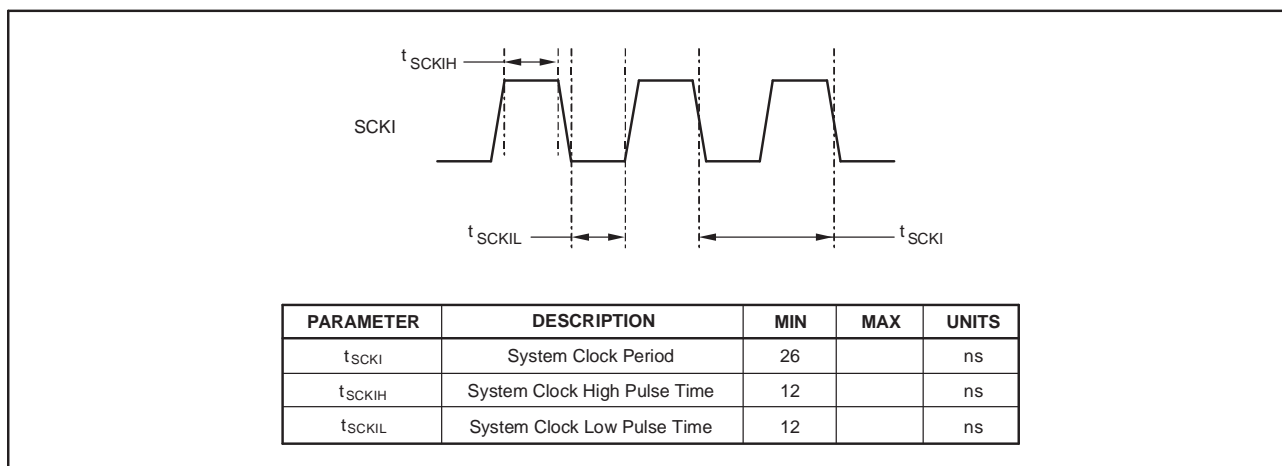 tSCKIH
SCKI
tSCKIL
tSCKI
PARAMETER DESCRIPTION MIN MAX UNITS
tSCKI System Clock Period 26 ns
tSCKIH System Clock High Pulse Time 12 ns
tSCKIL System Clock Low Pulse Time 12 ns